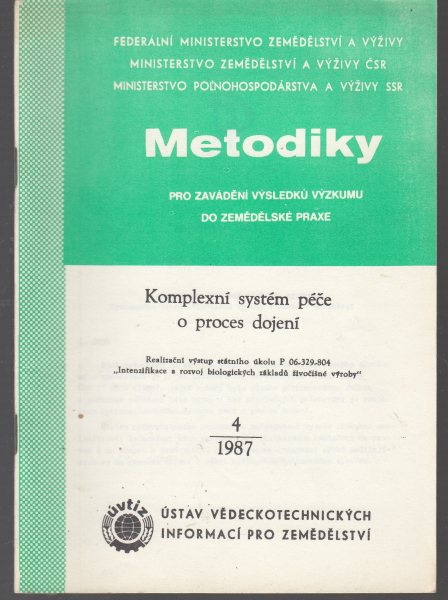 FEDERÁLNÍ MINISTERSTVO ZEMĚDĚLSTVÍ A VÝŽIVY
MINISTERSTVO ZEMĚDĚLSTVÍ A VÝŽIVY ČSR
MINISTERSTVO POĽNOHOSPODÁRSTVA A VÝŽIVY SSR
Metodiky
PRO ZAVÁDĚNÍ VÝSLEDKŮ VÝZKUMU
DO ZEMĚDĚLSKÉ PRAXE
Komplexní systém péče
o proces dojení
Realizační výstup státního úkolu P 06-329-804
„Intenzifikace a rozvoj biologických základů živočišné výroby“
4
1987
úvtiz
ÚSTAV VĚDECKOTECHNICKÝCH
INFORMACÍ PRO ZEMĚDĚLSTVÍ